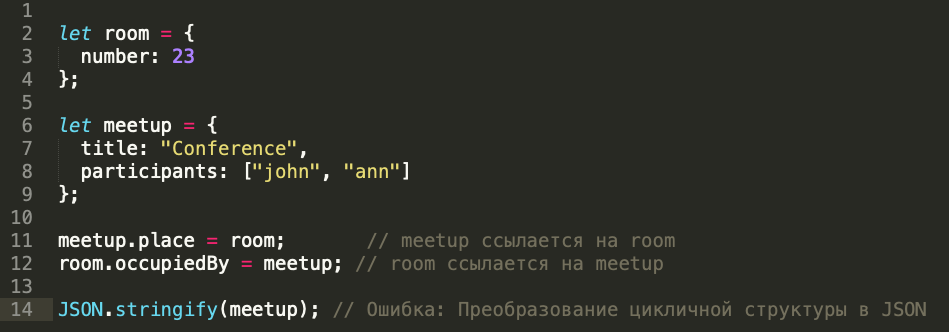 1
2 let room = {
3   number: 23
4 };
5
6 let meetup = {
7   title: "Conference",
8   participants: ["john", "ann"]
9 };
10
11 meetup.place = room;       // meetup ссылается на room
12 room.occupiedBy = meetup; // room ссылается на meetup
13
14 JSON.stringify(meetup); // Ошибка: Преобразование цикличной структуры в JSON